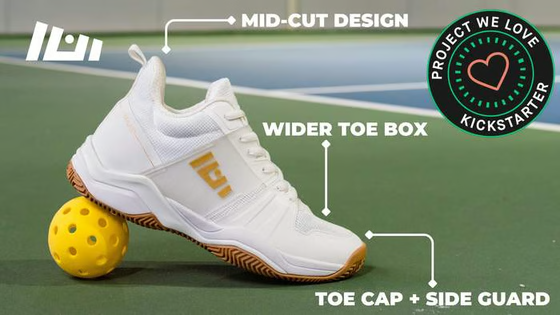 MID-CUT DESIGN
PROJECT WE LOVE
KICKSTARTER
WIDER TOE BOX
TOE CAP + SIDE GUARD